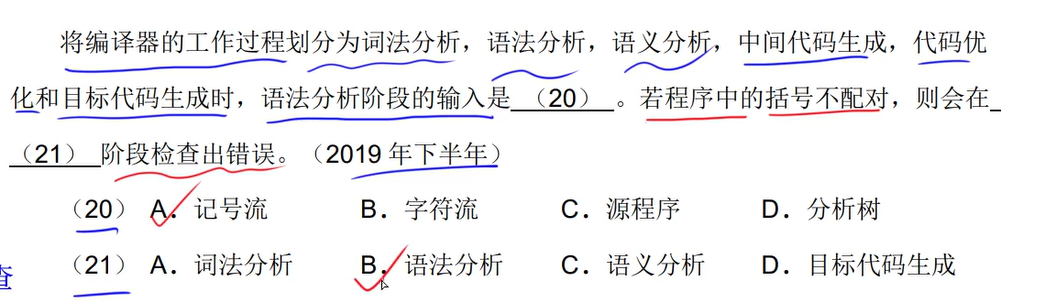 将编译器的工作过程划分为词法分析，语法分析，语义分析，中间代码生成，代码优
化和目标代码生成时，语法分析阶段的输入是 （20） 。若程序中的括号不配对，则会在
（21） 阶段检查出错误。（2019 年下半年）
（20） A．记号流 B．字符流 C．源程序 D．分析树
查 （21） A．词法分析 B．语法分析 C．语义分析 D．目标代码生成